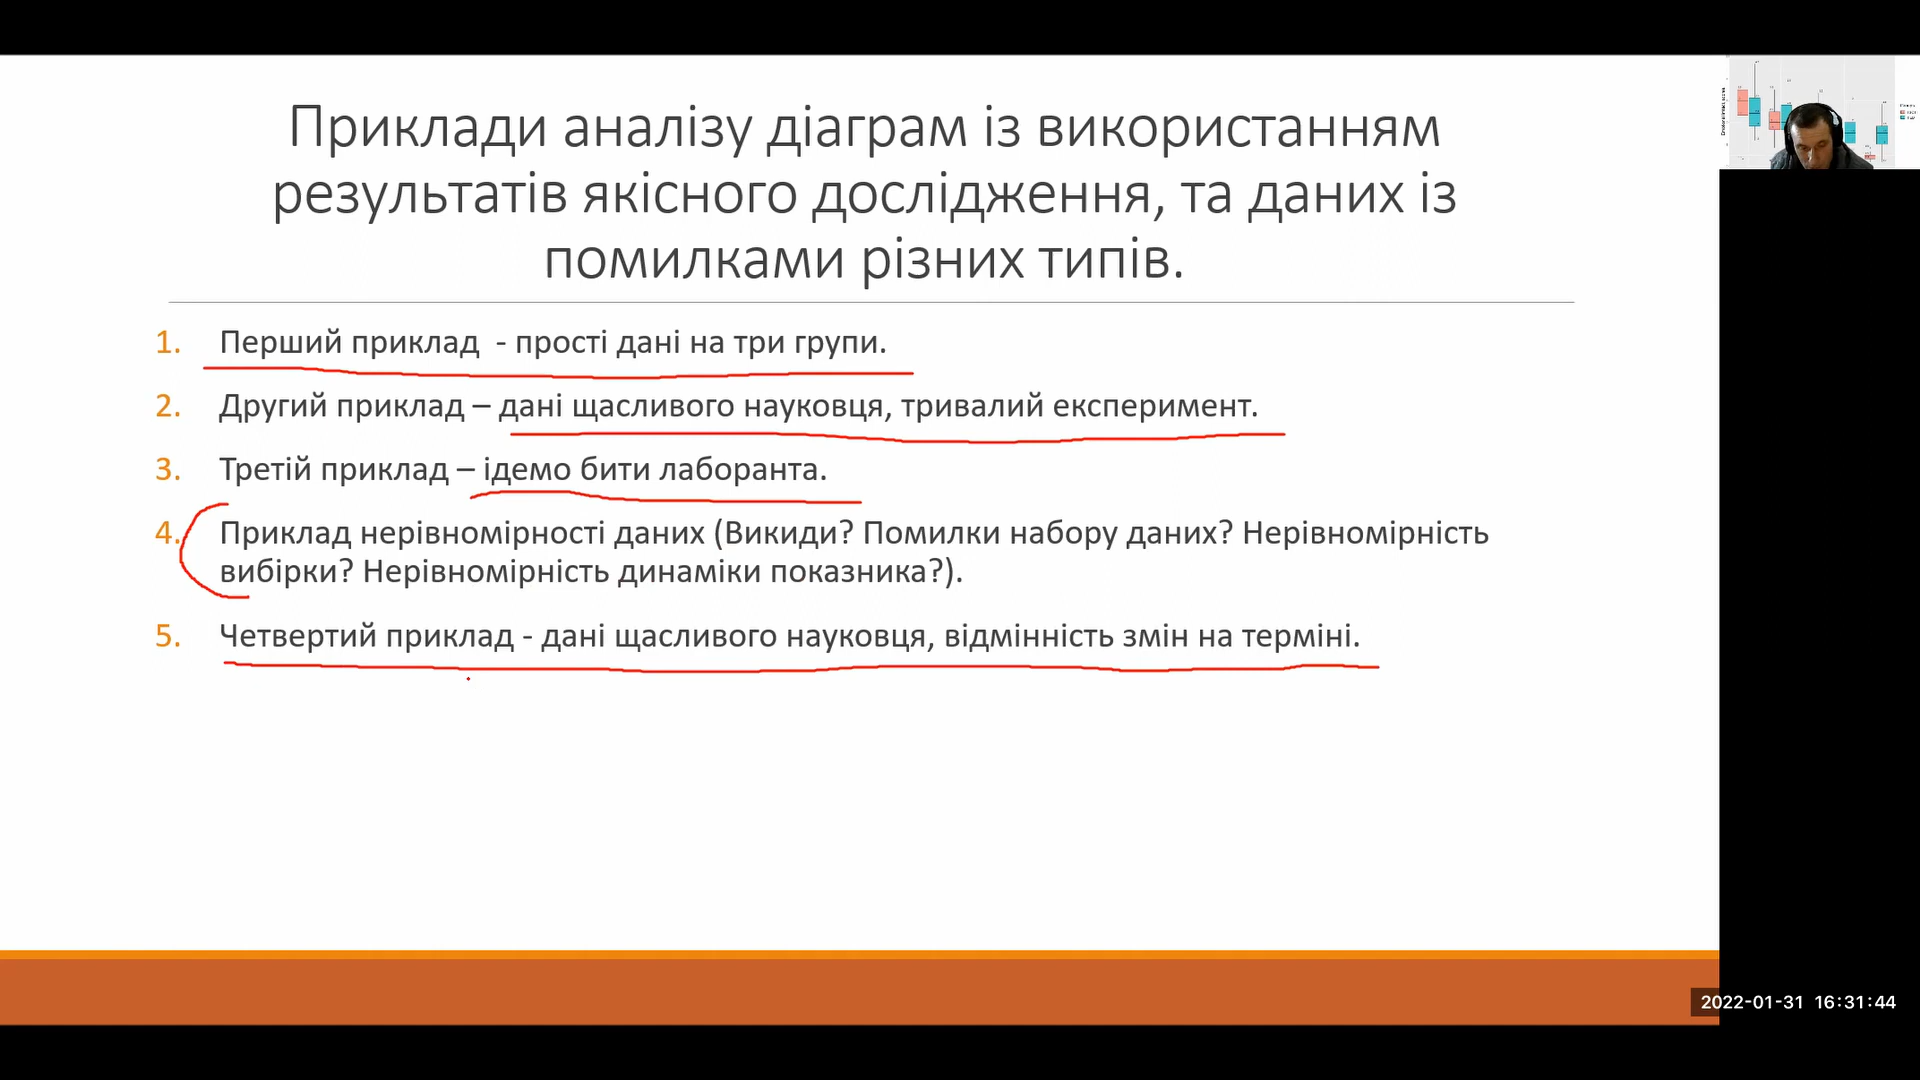 Приклади аналізу діаграм із використанням
результатів якісного дослідження, та даних із
помилками різних типів.
1. Перший приклад - прості дані на три групи.
2. Другий приклад – дані щасливого науковця, тривалий експеримент.
3. Третій приклад – ідемо бити лаборанта.
4. Приклад нерівномірності даних (Викиди? Помилки набору даних? Нерівномірність
вибірки? Нерівномірність динаміки показника?).
5. Четвертий приклад - дані щасливого науковця, відмінність змін на терміні.
2022-01-31 16:31:44